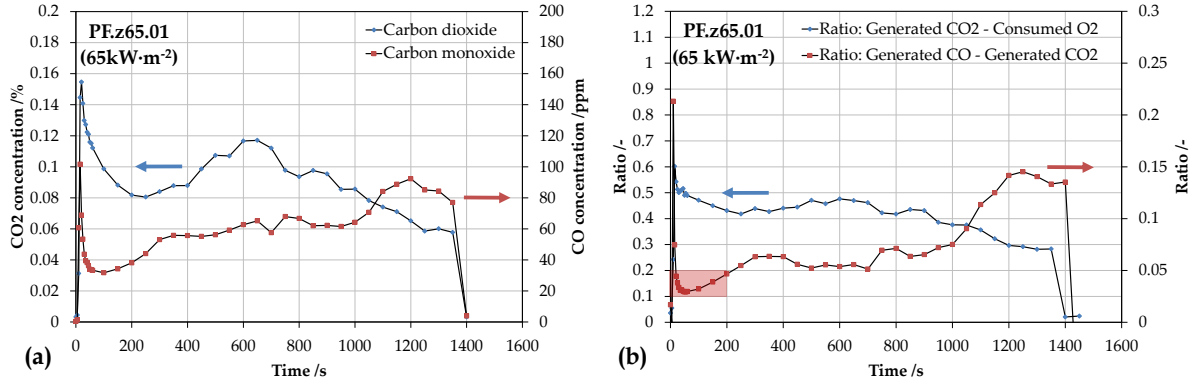 PF.z65.01
(65kW·m-2)
Carbon dioxide
Carbon monoxide
CO2 concentration /%
0.2
0.18
0.16
0.14
0.12
0.1
0.08
0.06
0.04
0.02
0
200
180
160
140
120
100
80
60
40
20
0
CO concentration /ppm
0 200 400 600 800 1000 1200 1400 1600
Time /s
(a)
PF.z65.01
(65 kW·m-2)
Ratio: Generated CO2 - Consumed O2
Ratio: Generated CO - Generated CO2
Ratio /-
1.2
1.1
1
0.9
0.8
0.7
0.6
0.5
0.4
0.3
0.2
0.1
0
0.3
0.25
0.2
0.15
0.1
0.05
0
Ratio /-
0 200 400 600 800 1000 1200 1400 1600
Time /s
(b)